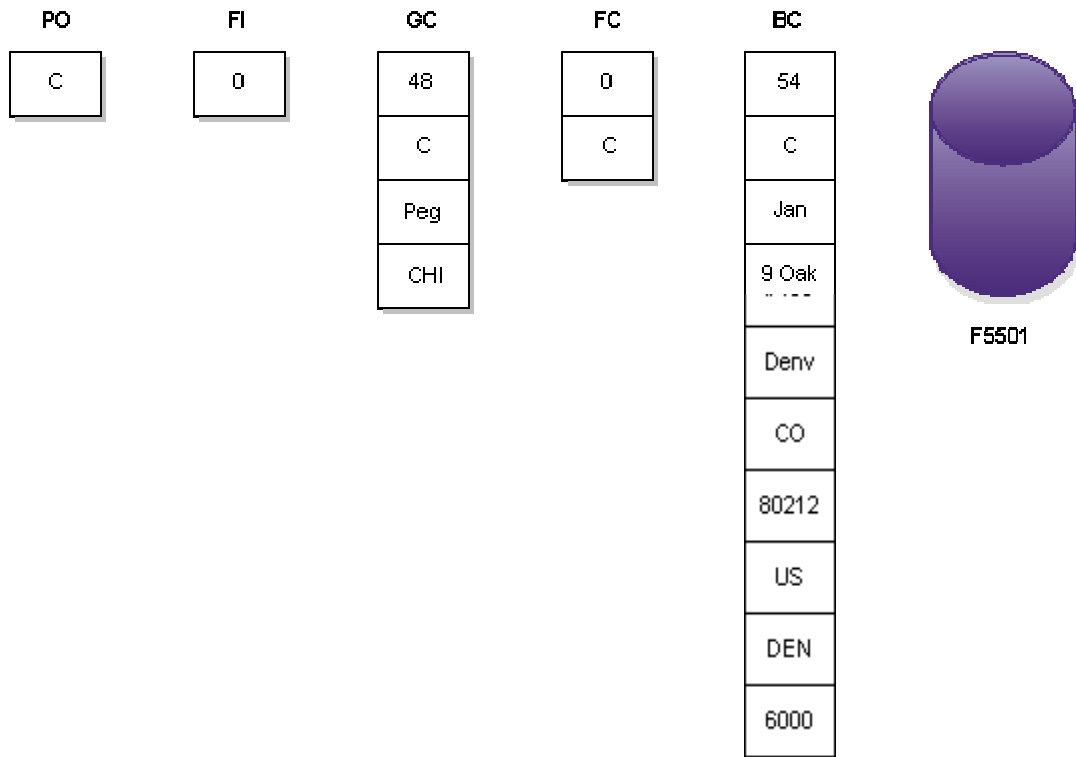 PO FI GC FC BC
C 0 48 0 54
C C C
Peg Jan
CHI 9 Oak
F5501
Denv
CO
80212
US
DEN
6000